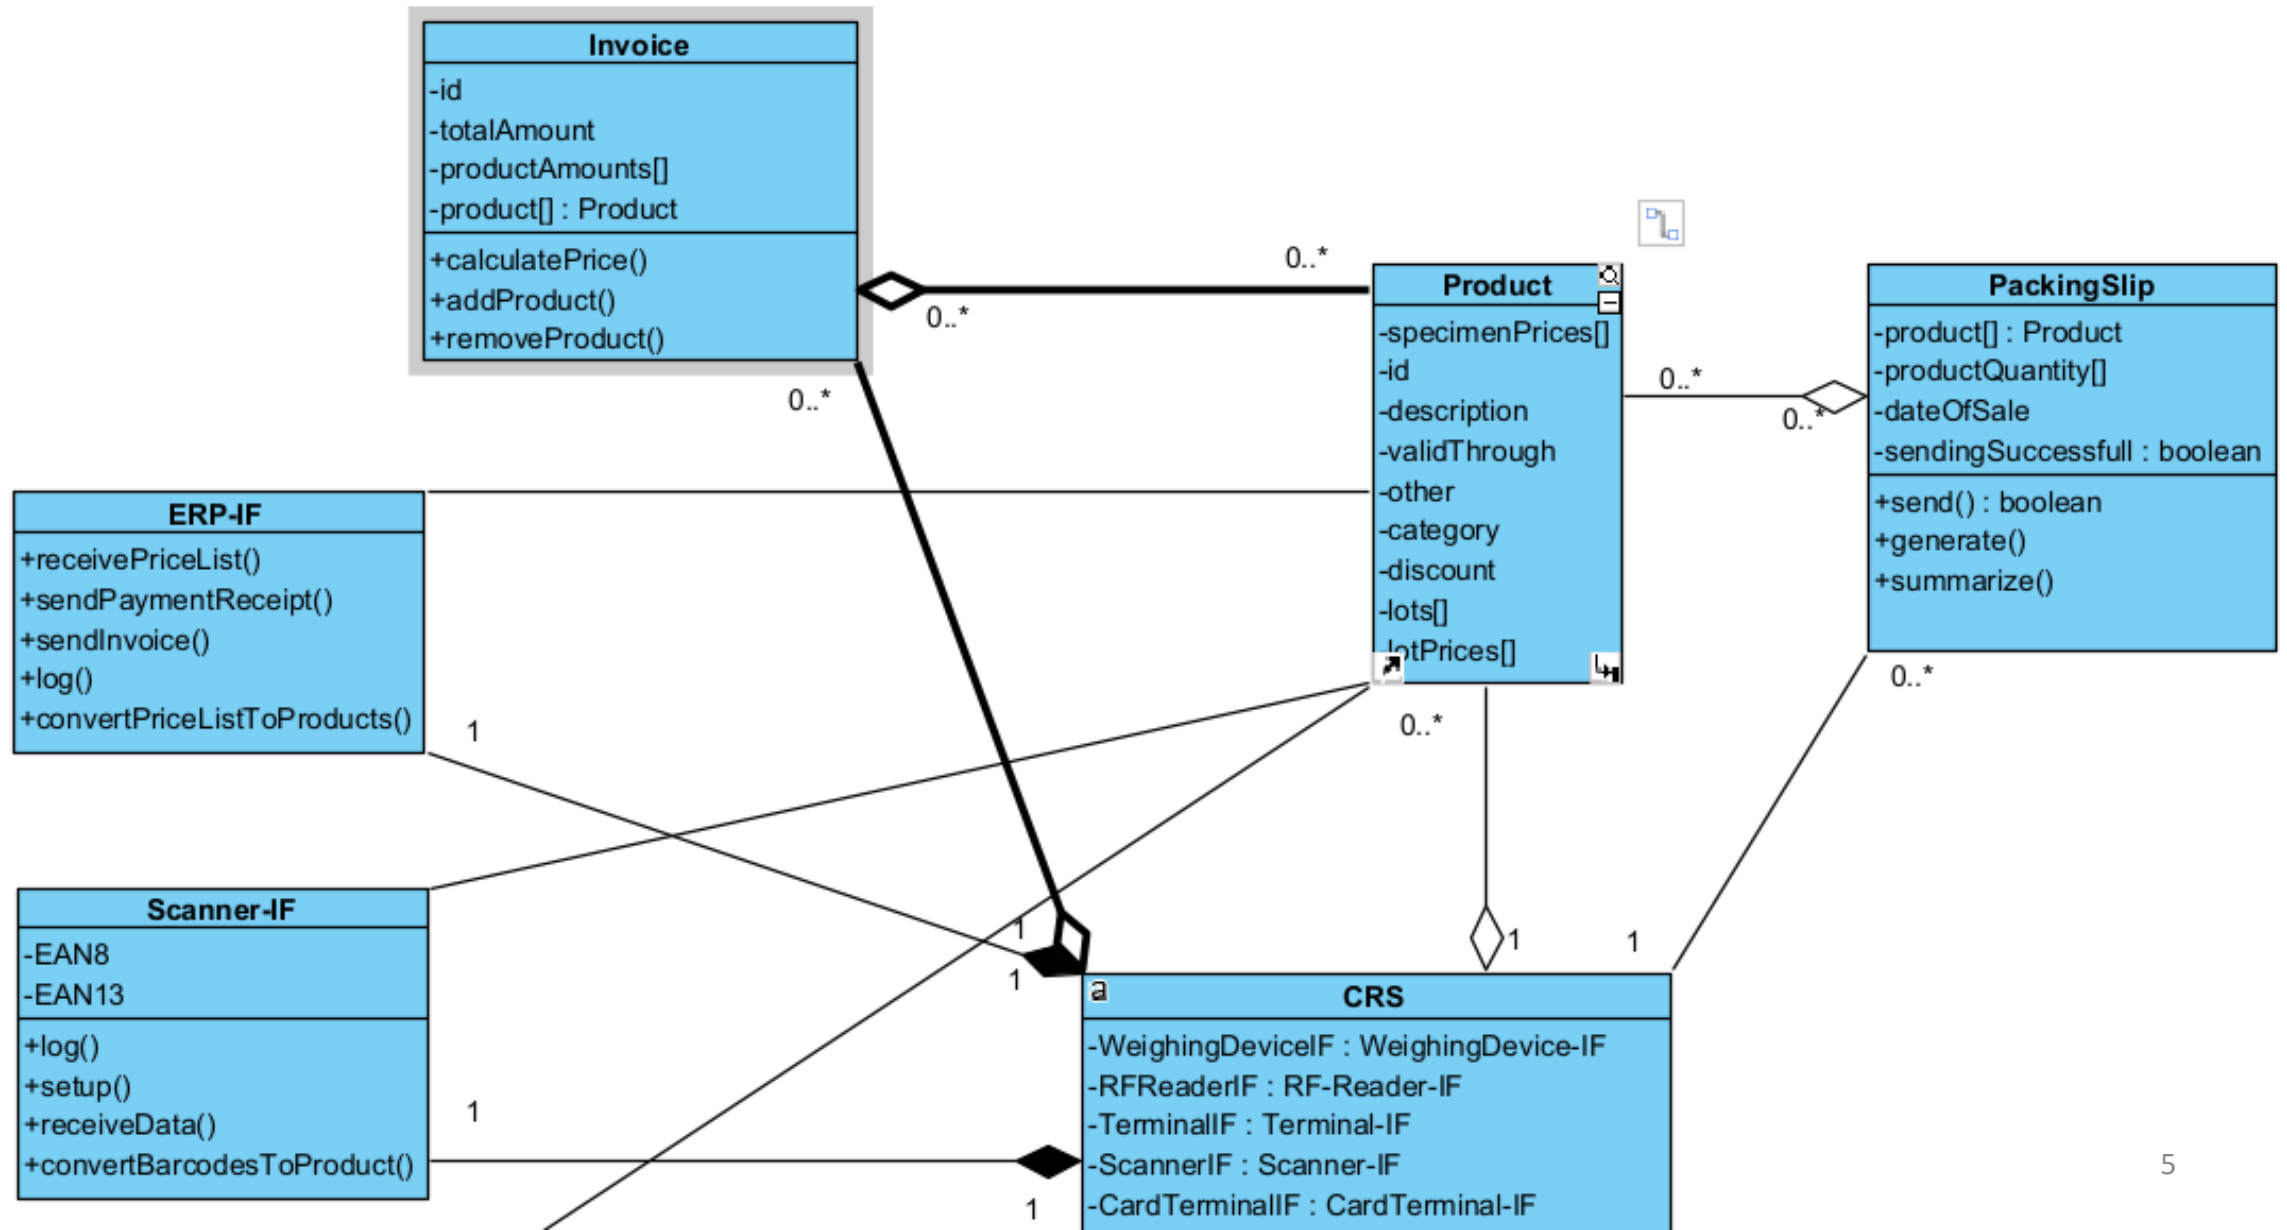 Invoice
-id
-totalAmount
-productAmounts[]
-product[] : Product
+calculatePrice()
+addProduct()
+removeProduct()
0..*
0..*
0..*
Product
-specimenPrices[]
-id
-description
-validThrough
-other
-category
-discount
-lots[]
lotPrices[]
0..*
0..*
0..*
PackingSlip
-product[] : Product
-productQuantity[]
-dateOfSale
-sendingSuccessfull : boolean
+send() : boolean
+generate()
+summarize()
0..*
ERP-IF
+receivePriceList()
+sendPaymentReceipt()
+sendInvoice()
+log()
+convertPriceListToProducts()
1
Scanner-IF
-EAN8
-EAN13
+log()
+setup()
+receiveData()
+convertBarcodesToProduct()
1
1
1
1
1
1
a
CRS
-WeighingDeviceIF : WeighingDevice-IF
-RFReaderIF : RF-Reader-IF
-TerminalIF : Terminal-IF
-ScannerIF : Scanner-IF
-CardTerminalIF : CardTerminal-IF
5